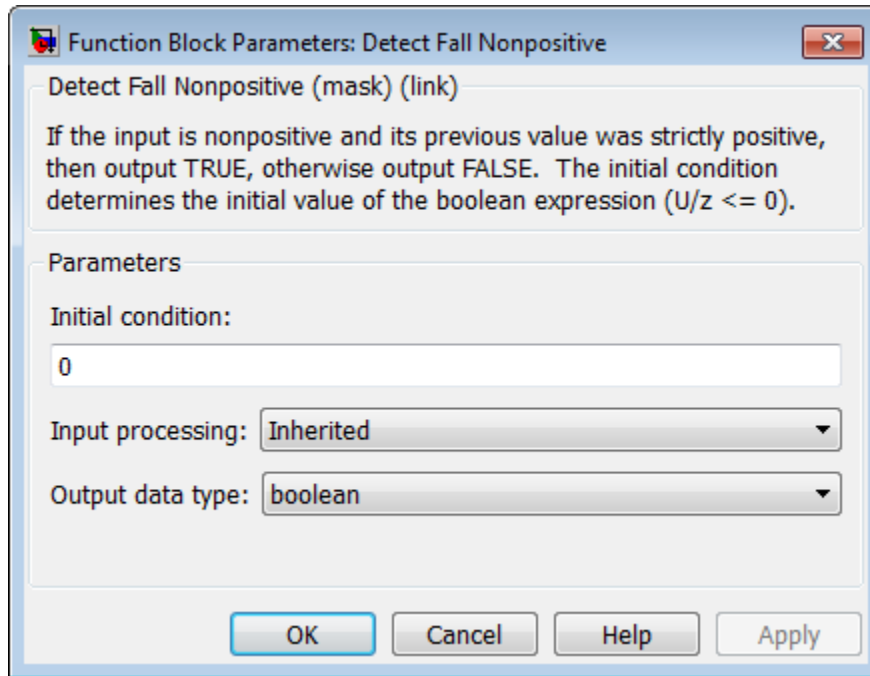 Function Block Parameters: Detect Fall Nonpositive
Detect Fall Nonpositive (mask) (link)
If the input is nonpositive and its previous value was strictly positive,
then output TRUE, otherwise output FALSE.  The initial condition
determines the initial value of the boolean expression (U/z <= 0).
Parameters
Initial condition:
0
Input processing: Inherited
Output data type: boolean
OK Cancel Help Apply